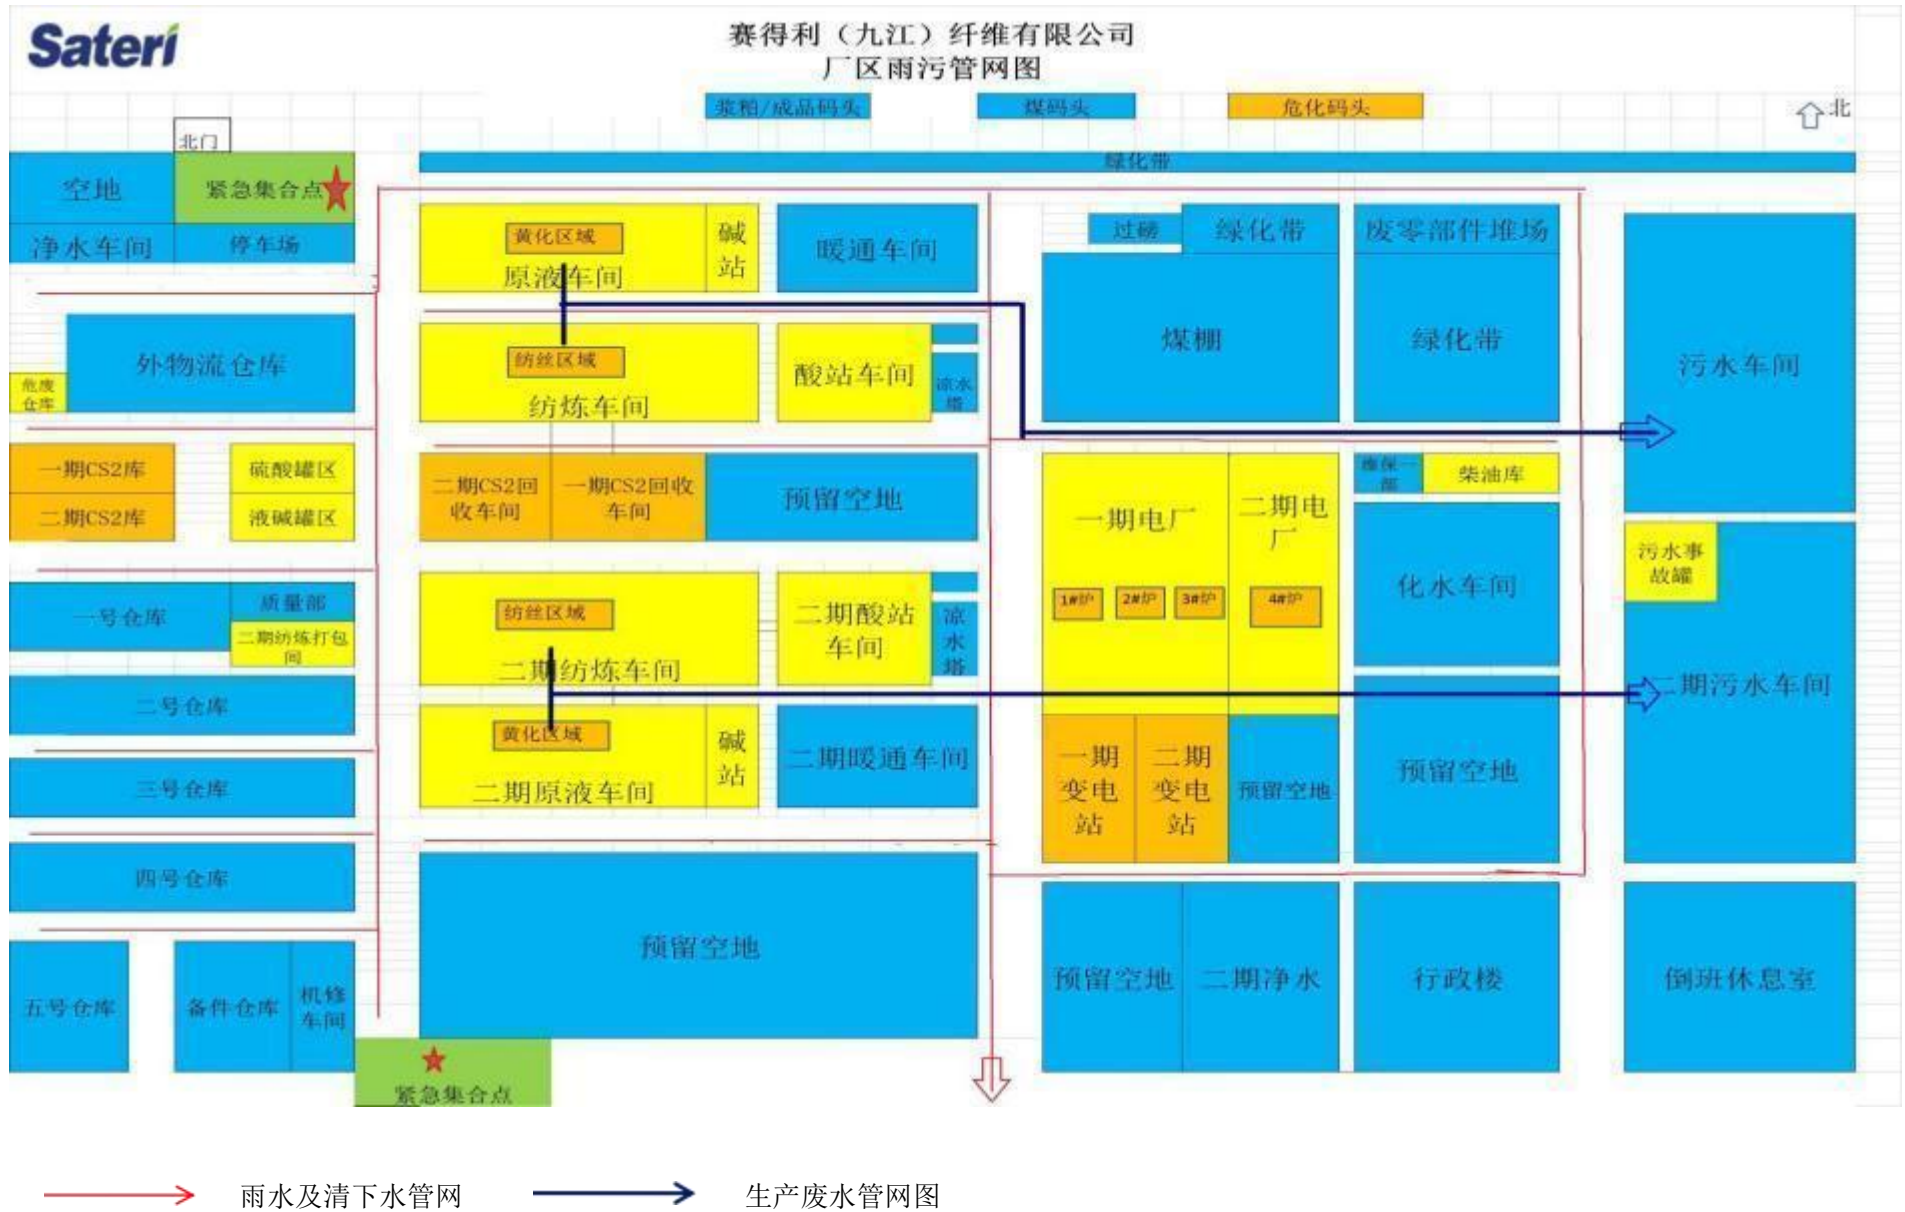 Sateri
赛得利（九江）纤维有限公司
厂区雨污管网图
浆粕/成品码头
煤码头
危化码头
北
北门
绿化带
空地
紧急集合点
净水车间
停车场
黄化区域
原液车间
碱
站
暖通车间
过磅
绿化带
废零部件堆场
外物流仓库
危废
仓库
纺丝区域
纺炼车间
酸站车间
凉水
塔
煤棚
绿化带
污水车间
一期CS2库
硫酸罐区
二期CS2库
液碱罐区
二期CS2回
收车间
一期CS2回收
车间
预留空地
一期电厂
二期电
厂
维保一
部
柴油库
1#炉
2#炉
3#炉
4#炉
化水车间
污水事
故罐
一号仓库
质量部
二期纺炼打包
间
纺丝区域
二期纺炼车间
二期酸站
车间
凉
水
塔
二号仓库
二期污水车间
黄化区域
二期原液车间
碱
站
二期暖通车间
一期
变电
站
二期
变电
站
预留空地
预留空地
三号仓库
四号仓库
预留空地
预留空地
二期净水
行政楼
倒班休息室
五号仓库
备件仓库
机修
车间
紧急集合点
雨水及清下水管网
生产废水管网图